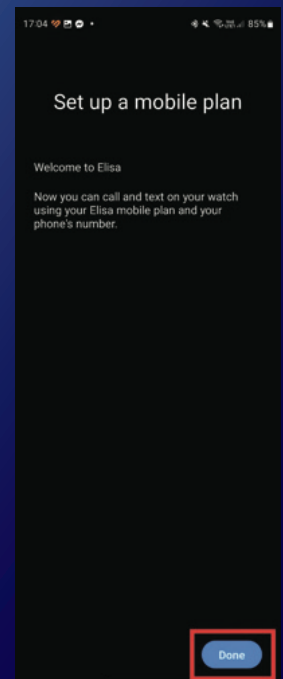 17:04
85%
Set up a mobile plan
Welcome to Elisa
Now you can call and text on your watch
using your Elisa mobile plan and your
phone's number.
Done